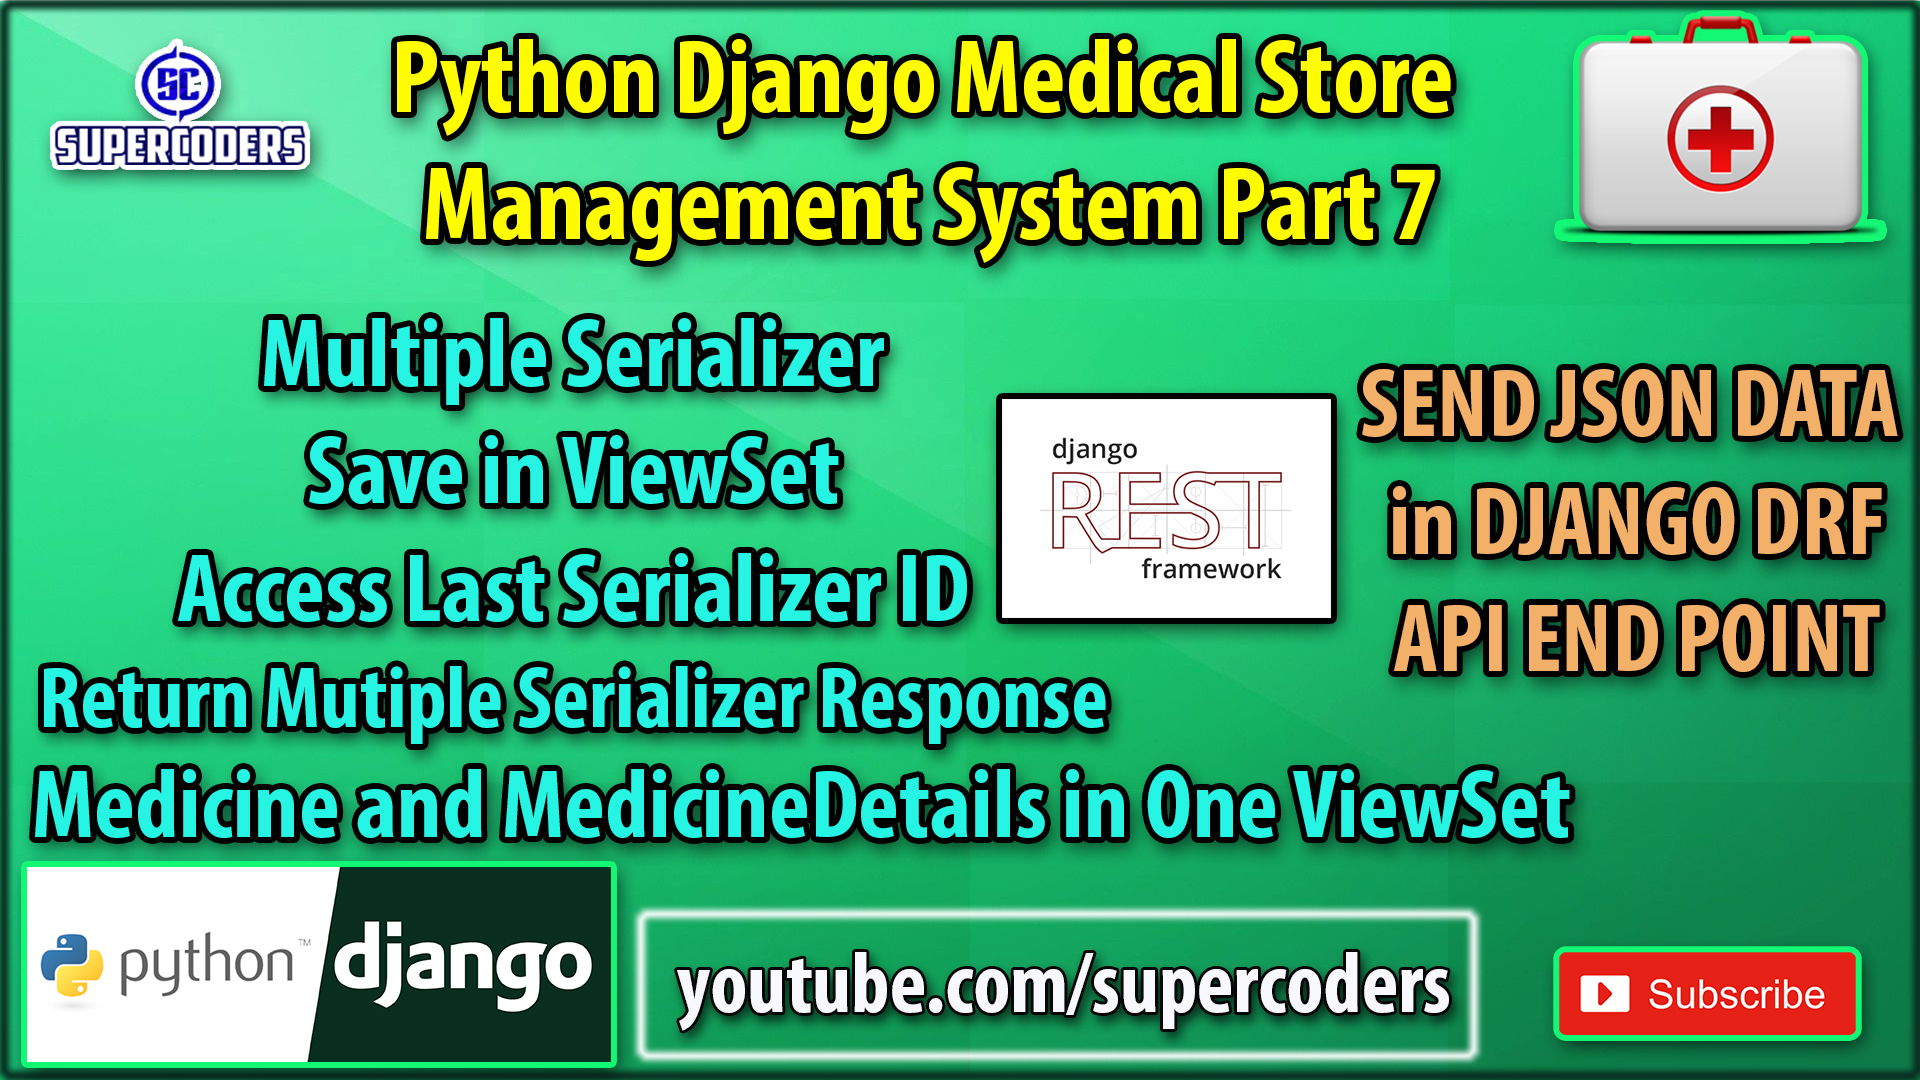 SC
SUPERCODERS
Python Django Medical Store
Management System Part 7
Multiple Serializer
Save in ViewSet
Access Last Serializer ID
Return Mutiple Serializer Response
Medicine and MedicineDetails in One ViewSet
django
REST
framework
SEND JSON DATA
in DJANGO DRF
API END POINT
python™
django
youtube.com/supercoders
Subscribe